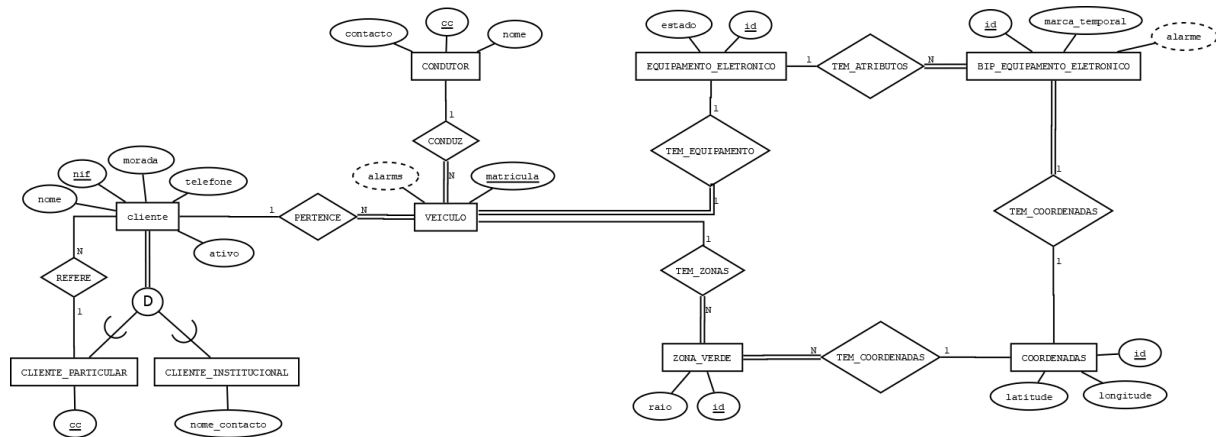 contacto
cc
nome
CONDUTOR
1
CONDUZ
N
estado
id
EQUIPAMENTO_ELETRONICO
1
TEM_ATRIBUTOS
N
id
marca_temporal
alarme
BIP_EQUIPAMENTO_ELETRONICO
1
TEM_EQUIPAMENTO
1
1
TEM_COORDENADAS
1
nome
nif
morada
telefone
cliente
ativo
1
PERTENCE
N
alarms
matricula
VEICULO
N
REFERE
1
D
CLIENTE_PARTICULAR
cc
CLIENTE_INSTITUCIONAL
nome_contacto
1
TEM_ZONAS
N
ZONA_VERDE
raio
id
N
TEM_COORDENADAS
1
COORDENADAS
id
latitude
longitude